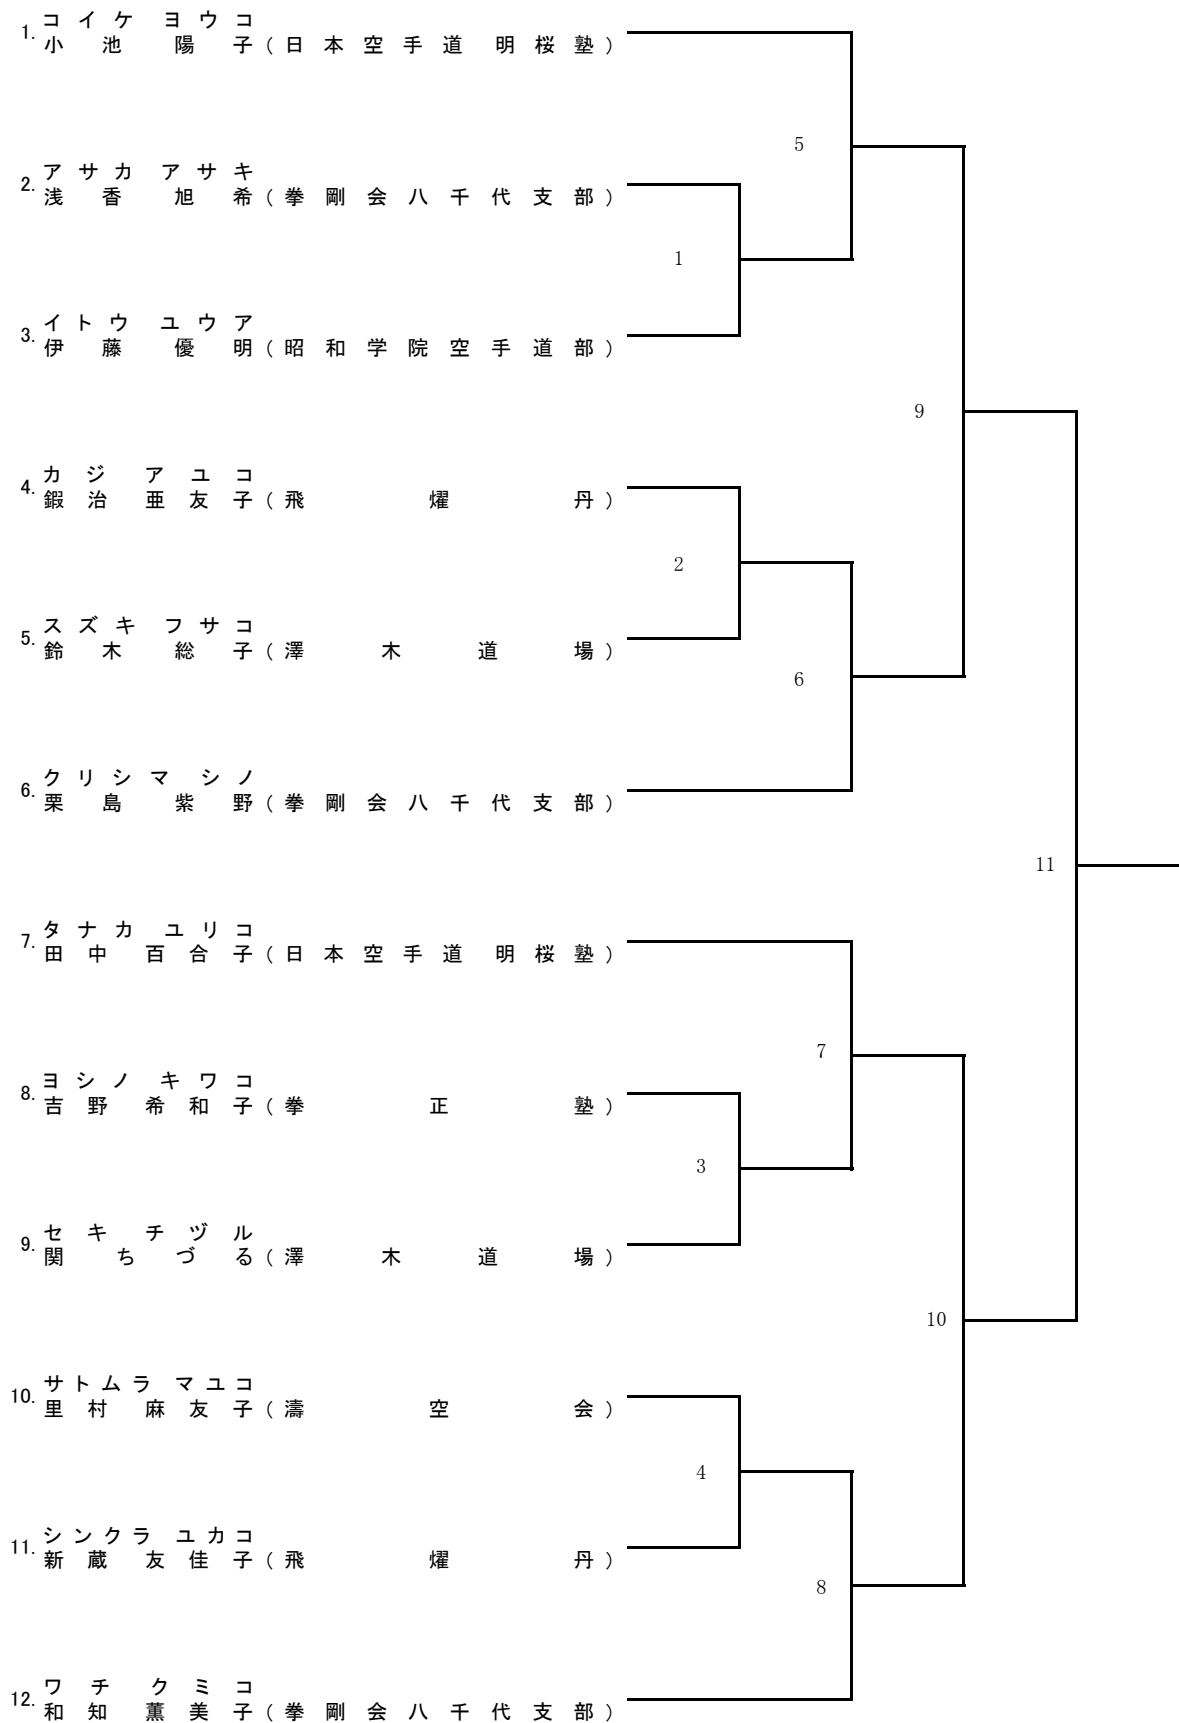 コイケ ヨウコ
1. 小池 陽子(日本空手道 明桜塾)
5
アサカ アサキ
2. 浅香 旭希(拳剛会八千代支部)
1
イトウ ユウア
3. 伊藤 優明(昭和学院空手道部)
9
カジ アユコ
4. 鍜治 亜友子(飛燿丹)
2
スズキ フサコ
5. 鈴木 総子(澤木道場)
6
クリシマ シノ
6. 栗島 紫野(拳剛会八千代支部)
11
タナカ ユリコ
7. 田中 百合子(日本空手道 明桜塾)
7
ヨシノ キワコ
8. 吉野 希和子(拳正塾)
3
セキ チヅル
9. 関 ちづる(澤木道場)
10
サトムラ マユコ
10. 里村 麻友子(濤空会)
4
シンクラ ユカコ
11. 新蔵 友佳子(飛燿丹)
8
ワチ クミコ
12. 和知 薫美子(拳剛会八千代支部)